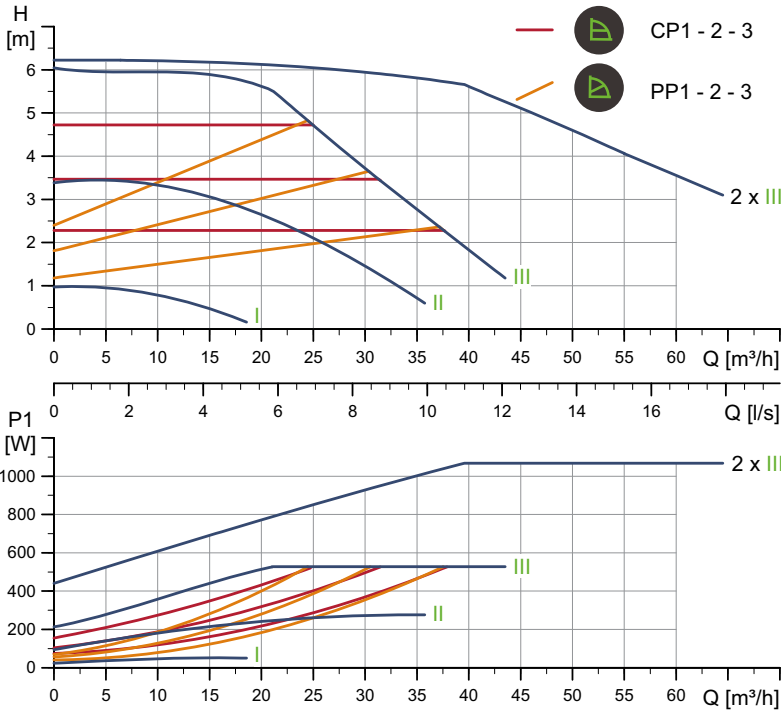 H
[m]
CP1 - 2 - 3
PP1 - 2 - 3
6
5
4
3
2
1
0
2 x III
III
II
I
0 5 10 15 20 25 30 35 40 45 50 55 60 Q [m³/h]
0 2 4 6 8 10 12 14 16 Q [l/s]
P1
[W]
1000
800
600
400
200
0
2 x III
III
II
I
0 5 10 15 20 25 30 35 40 45 50 55 60 Q [m³/h]